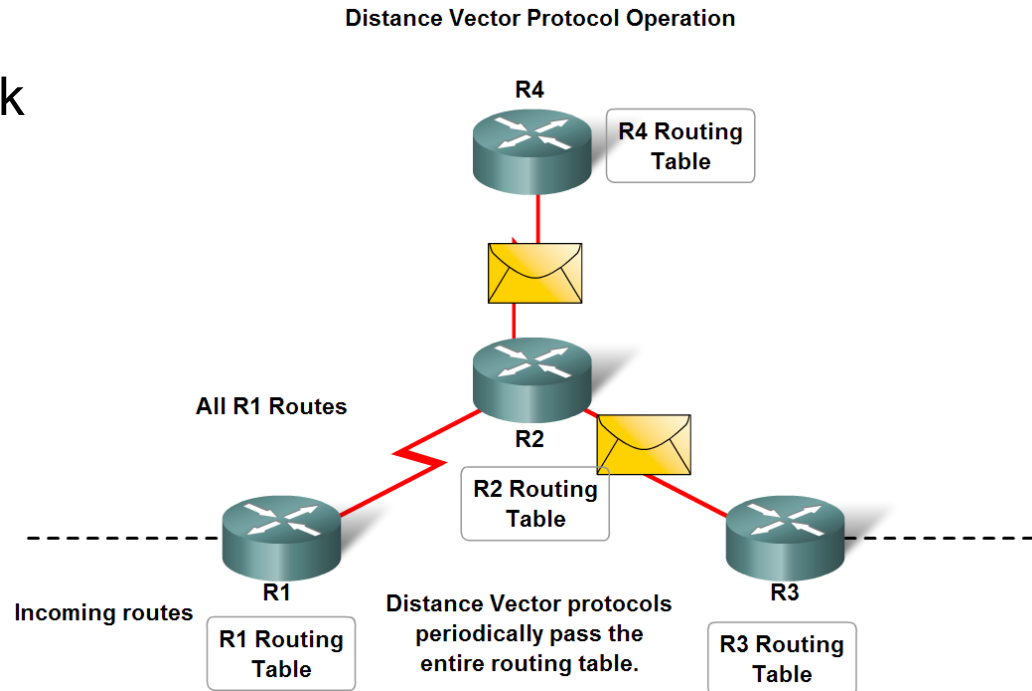 Distance Vector Protocol Operation
k
R4
R4 Routing
Table
All R1 Routes
R2
R2 Routing
Table
R1
R3
Incoming routes
R1 Routing
Table
Distance Vector protocols
periodically pass the
entire routing table.
R3 Routing
Table